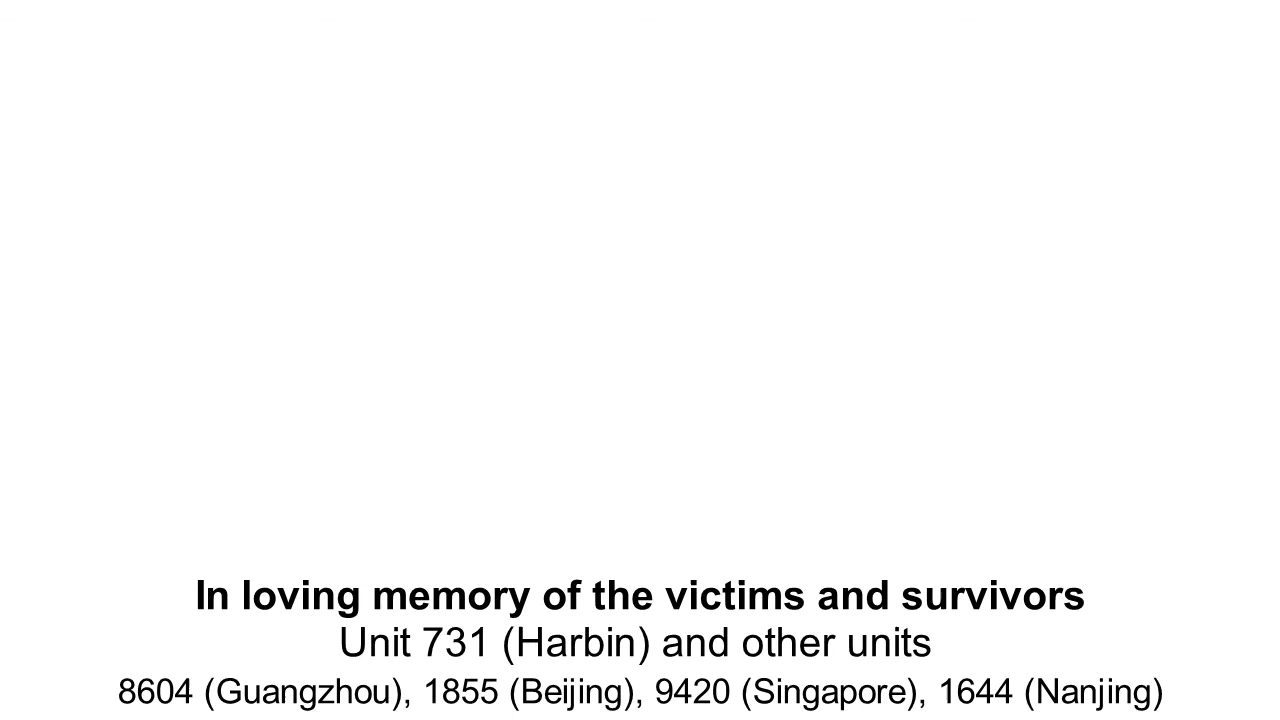 In loving memory of the victims and survivors
Unit 731 (Harbin) and other units
8604 (Guangzhou), 1855 (Beijing), 9420 (Singapore), 1644 (Nanjing)